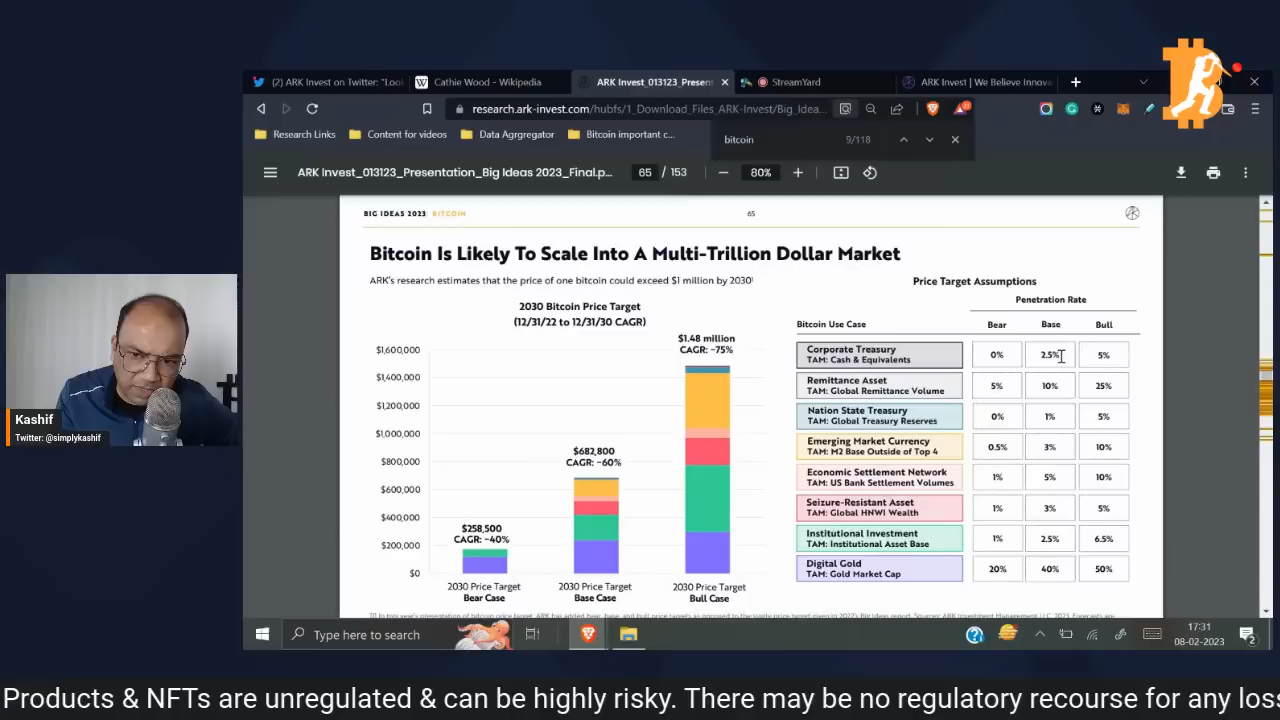 (2) ARK Invest on Twitter: "Lool
Cathie Wood - Wikipedia
ARK Invest_013123_Present
StreamYard
ARK Invest | We Believe Innova
research.ark-invest.com/hubfs/1_Download_Files_ARK-Invest/Big_Idea...
Research Links
Content for videos
Data Agrgregator
Bitcoin important c...
bitcoin
9/118
ARK Invest_013123_Presentation_Big Ideas 2023_Final.p...
65 / 153
80%
BIG IDEAS 2023: BITCOIN
65
Bitcoin Is Likely To Scale Into A Multi-Trillion Dollar Market
ARK's research estimates that the price of one bitcoin could exceed $1 million by 2030¹
2030 Bitcoin Price Target
(12/31/22 to 12/31/30 CAGR)
$1,600,000
$1,400,000
$1,200,000
$1,000,000
$800,000
$600,000
$400,000
$200,000
$0
$258,500
CAGR: ~40%
$682,800
CAGR: ~60%
$1.48 million
CAGR: ~75%
2030 Price Target
Bear Case
2030 Price Target
Base Case
2030 Price Target
Bull Case
Price Target Assumptions
Penetration Rate
Bitcoin Use Case Bear Base Bull
Corporate Treasury
TAM: Cash & Equivalents
0% 2.5% 5%
Remittance Asset
TAM: Global Remittance Volume
5% 10% 25%
Nation State Treasury
TAM: Global Treasury Reserves
0% 1% 5%
Emerging Market Currency
TAM: M2 Base Outside of Top 4
0.5% 3% 10%
Economic Settlement Network
TAM: US Bank Settlement Volumes
1% 5% 10%
Seizure-Resistant Asset
TAM: Global HNWI Wealth
1% 3% 5%
Institutional Investment
TAM: Institutional Asset Base
1% 2.5% 6.5%
Digital Gold
TAM: Gold Market Cap
20% 40% 50%
Kashif
Twitter: @simplykashif
Type here to search
17:31
08-02-2023
2
Products & NFTs are unregulated & can be highly risky. There may be no regulatory recourse for any loss